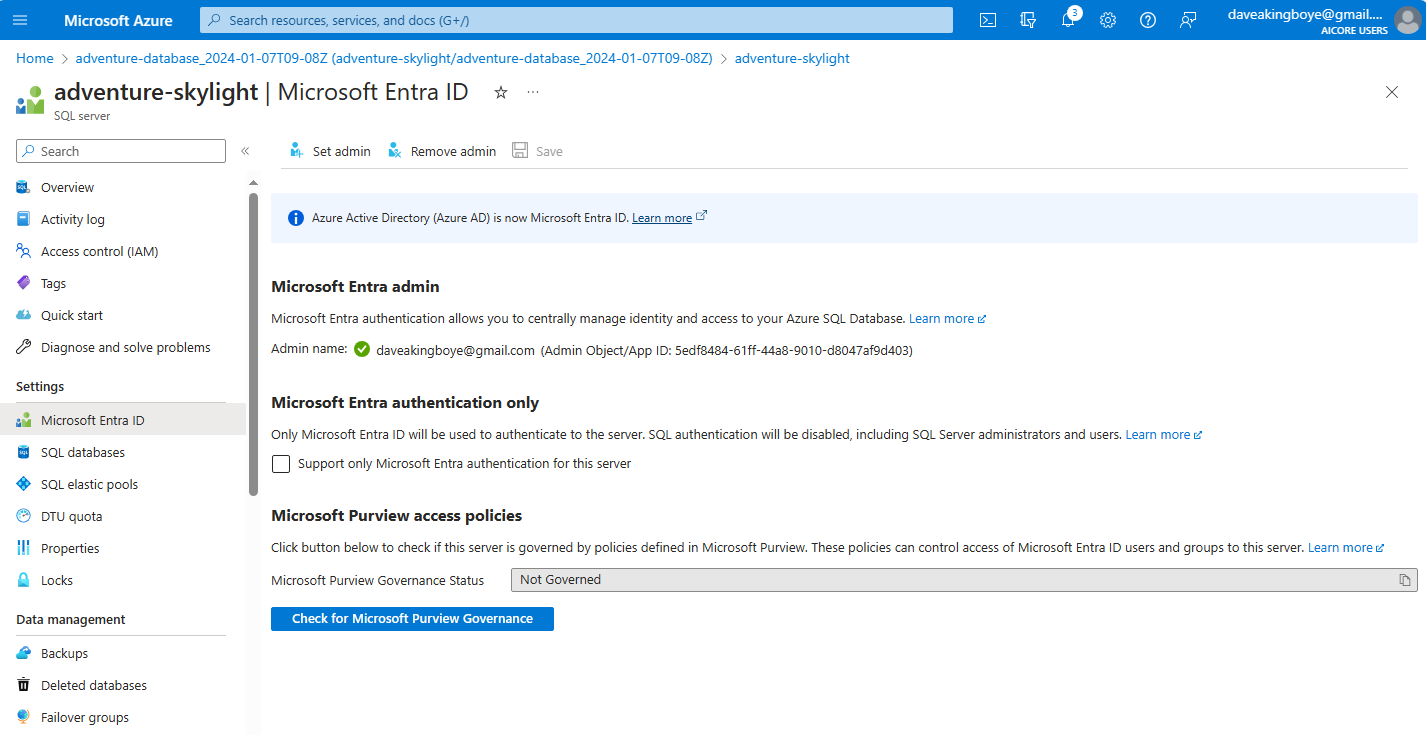 Microsoft Azure
Search resources, services, and docs (G+/)
3
daveakingboye@gmail....
AICORE USERS
Home > adventure-database_2024-01-07T09-08Z (adventure-skylight/adventure-database_2024-01-07T09-08Z) > adventure-skylight
adventure-skylight | Microsoft Entra ID
SQL server
Search
Set admin
Remove admin
Save
Overview
Activity log
Access control (IAM)
Tags
Quick start
Diagnose and solve problems
Settings
Microsoft Entra ID
SQL databases
SQL elastic pools
DTU quota
Properties
Locks
Data management
Backups
Deleted databases
Failover groups
Azure Active Directory (Azure AD) is now Microsoft Entra ID. Learn more
Microsoft Entra admin
Microsoft Entra authentication allows you to centrally manage identity and access to your Azure SQL Database. Learn more
Admin name: daveakingboye@gmail.com (Admin Object/App ID: 5edf8484-61ff-44a8-9010-d8047af9d403)
Microsoft Entra authentication only
Only Microsoft Entra ID will be used to authenticate to the server. SQL authentication will be disabled, including SQL Server administrators and users. Learn more
Support only Microsoft Entra authentication for this server
Microsoft Purview access policies
Click button below to check if this server is governed by policies defined in Microsoft Purview. These policies can control access of Microsoft Entra ID users and groups to this server. Learn more
Microsoft Purview Governance Status
Not Governed
Check for Microsoft Purview Governance